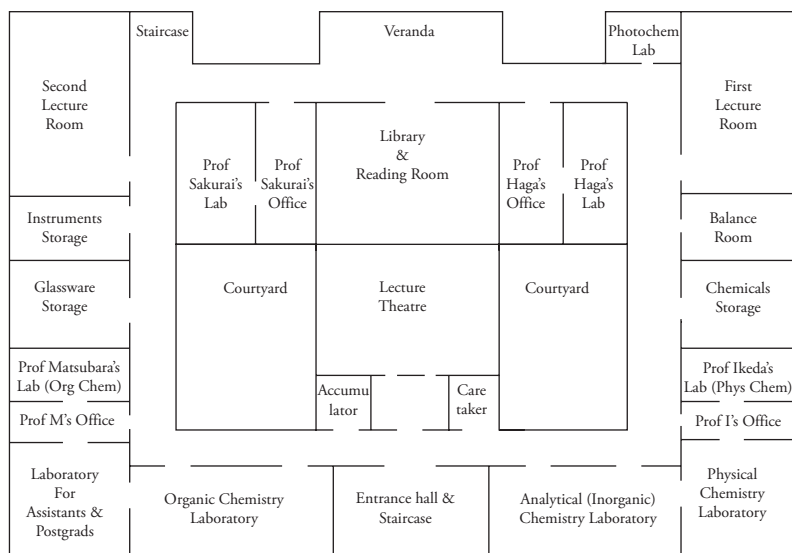 Staircase
Veranda
Photochem
Lab
Second
Lecture
Room
First
Lecture
Room
Library
&
Reading Room
Prof
Sakurai's
Lab
Prof
Sakurai's
Office
Prof
Haga's
Office
Prof
Haga's
Lab
Instruments
Storage
Balance
Room
Glassware
Storage
Courtyard
Lecture
Theatre
Courtyard
Chemicals
Storage
Prof Matsubara's
Lab (Org Chem)
Accumu
lator
Care
taker
Prof Ikeda's
Lab (Phys Chem)
Prof M's Office
Prof I's Office
Laboratory
For
Assistants &
Postgrads
Organic Chemistry
Laboratory
Entrance hall &
Staircase
Analytical (Inorganic)
Chemistry Laboratory
Physical
Chemistry
Laboratory